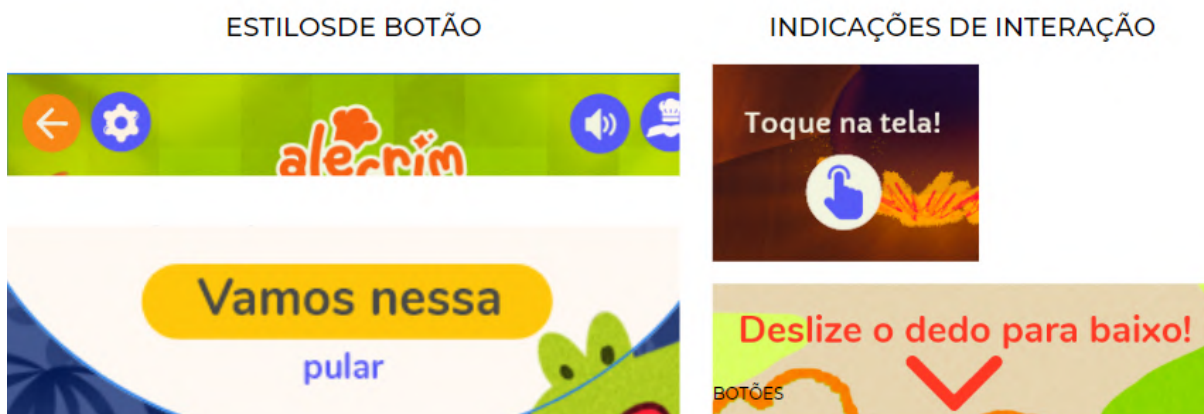 ESTILOSDE BOTÃO
alecrim
Vamos nessa
pular
INDICAÇÕES DE INTERAÇÃO
Toque na tela!
Deslize o dedo para baixo!
BOTÕES